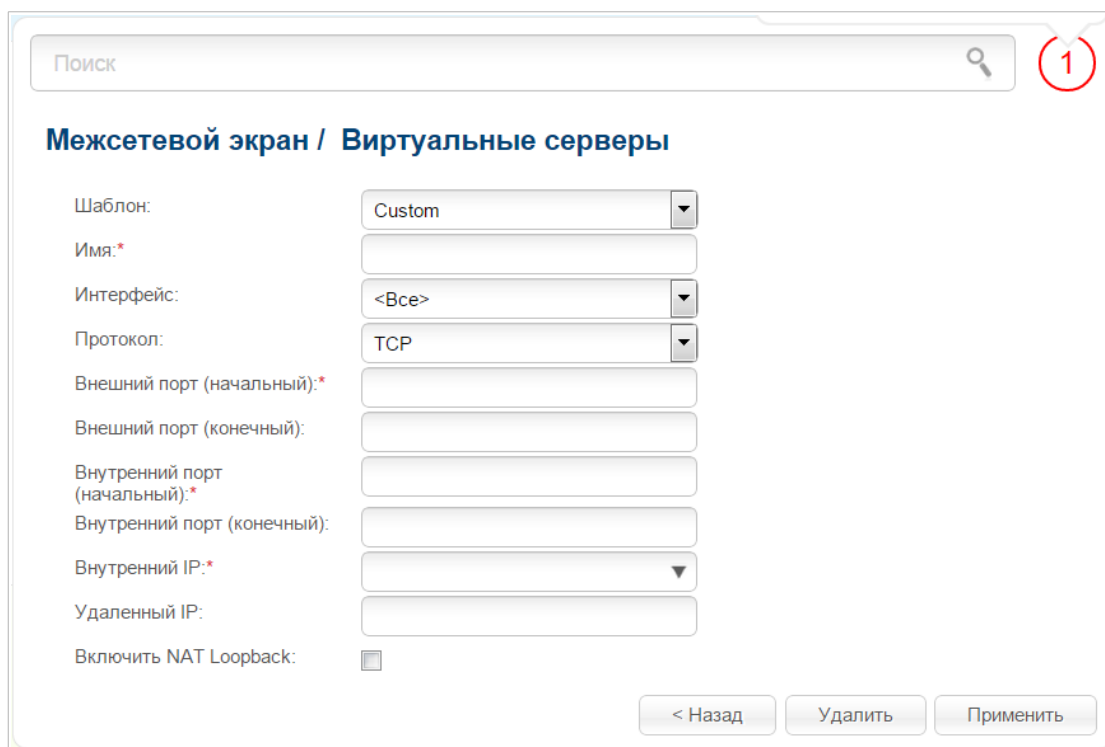 Поиск
1
Межсетевой экран / Виртуальные серверы
Шаблон: Custom
Имя:*
Интерфейс: <Все>
Протокол: TCP
Внешний порт (начальный):*
Внешний порт (конечный):
Внутренний порт
(начальный):*
Внутренний порт (конечный):
Внутренний IP:*
Удаленный IP:
Включить NAT Loopback:
< Назад Удалить Применить